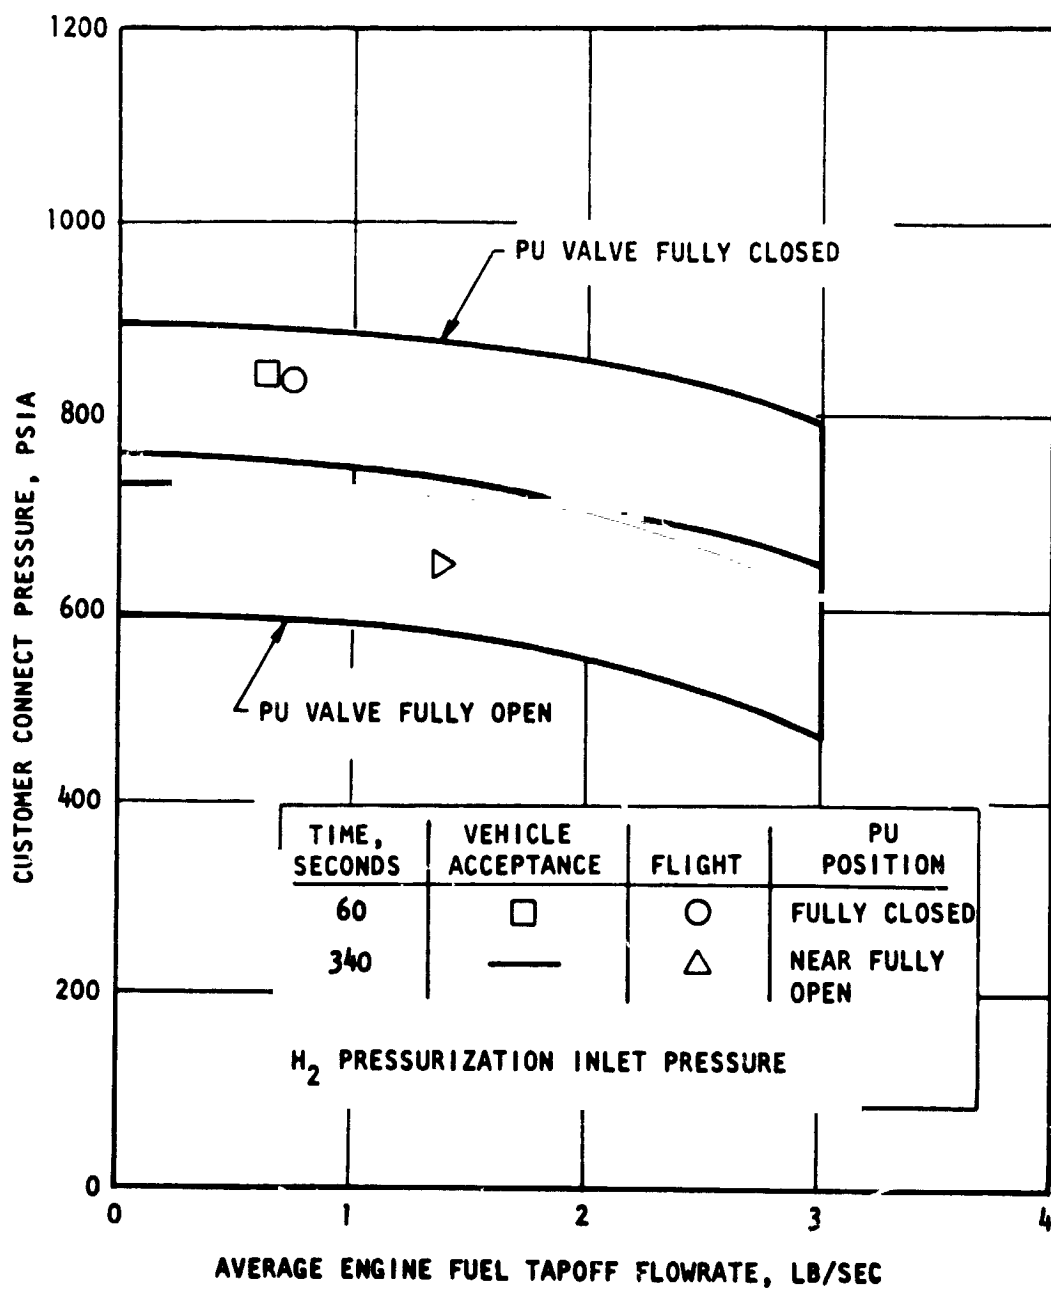 1200
1000
800
600
400
200
0
CUSTOMER CONNECT PRESSURE, PSIA
PU VALVE FULLY CLOSED
PU VALVE FULLY OPEN
TIME, SECONDS VEHICLE ACCEPTANCE FLIGHT PU POSITION
60 FULLY CLOSED
340 NEAR FULLY OPEN
H2 PRESSURIZATION INLET PRESSURE
0 1 2 3 4
AVERAGE ENGINE FUEL TAPOFF FLOWRATE, LB/SEC